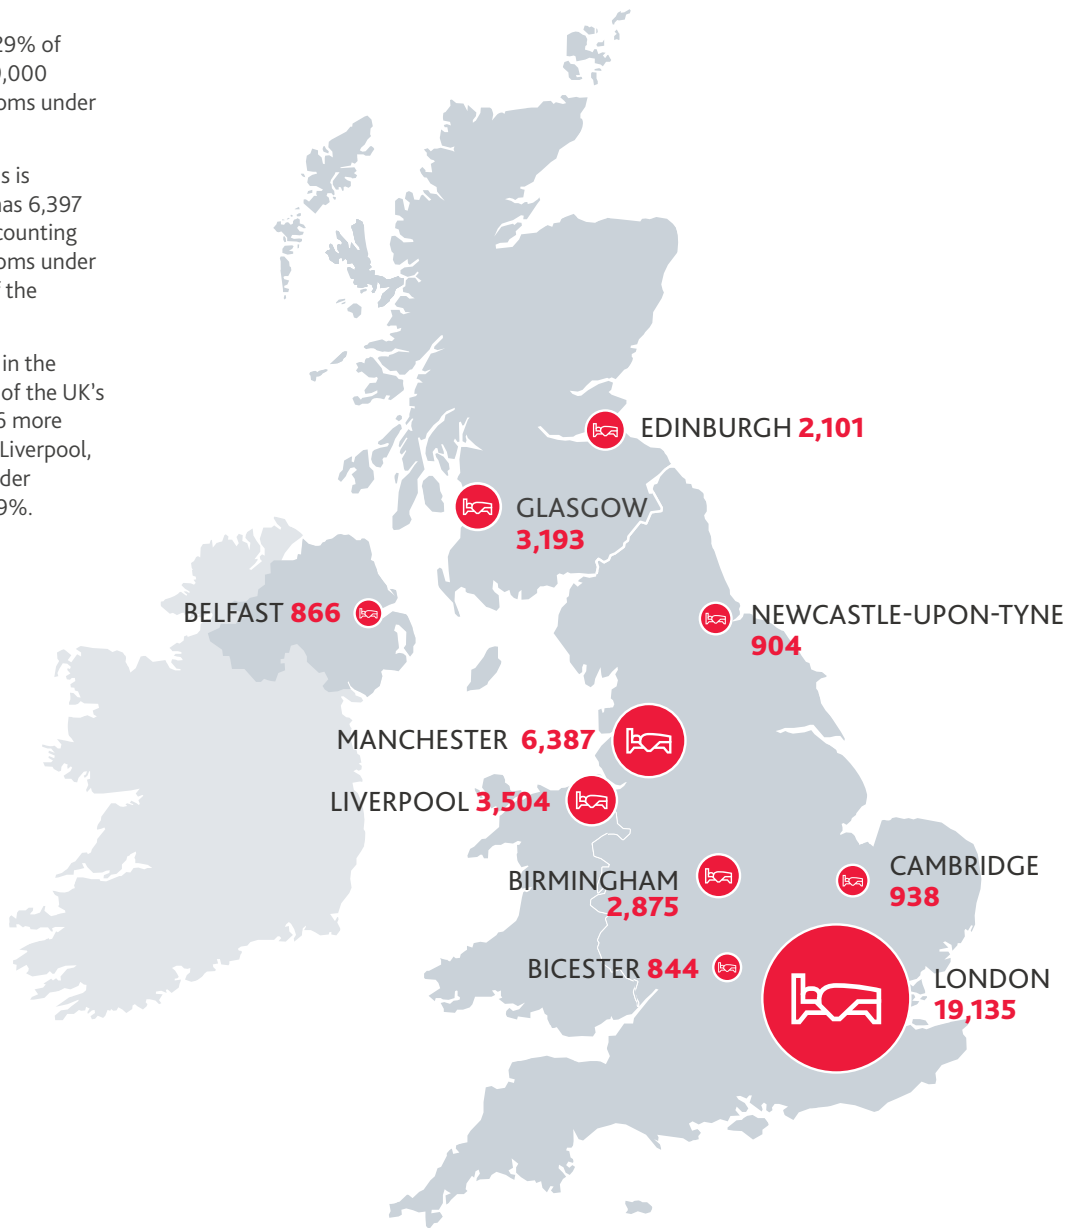 29% of
,000
oms under
s is
has 6,397
counting
oms under
f the
in the
of the UK's
more
Liverpool,
der
9%.
EDINBURGH 2,101
GLASGOW
3,193
BELFAST 866
NEWCASTLE-UPON-TYNE
904
MANCHESTER 6,387
LIVERPOOL 3,504
BIRMINGHAM
2,875
CAMBRIDGE
938
BICESTER 844
LONDON
19,135